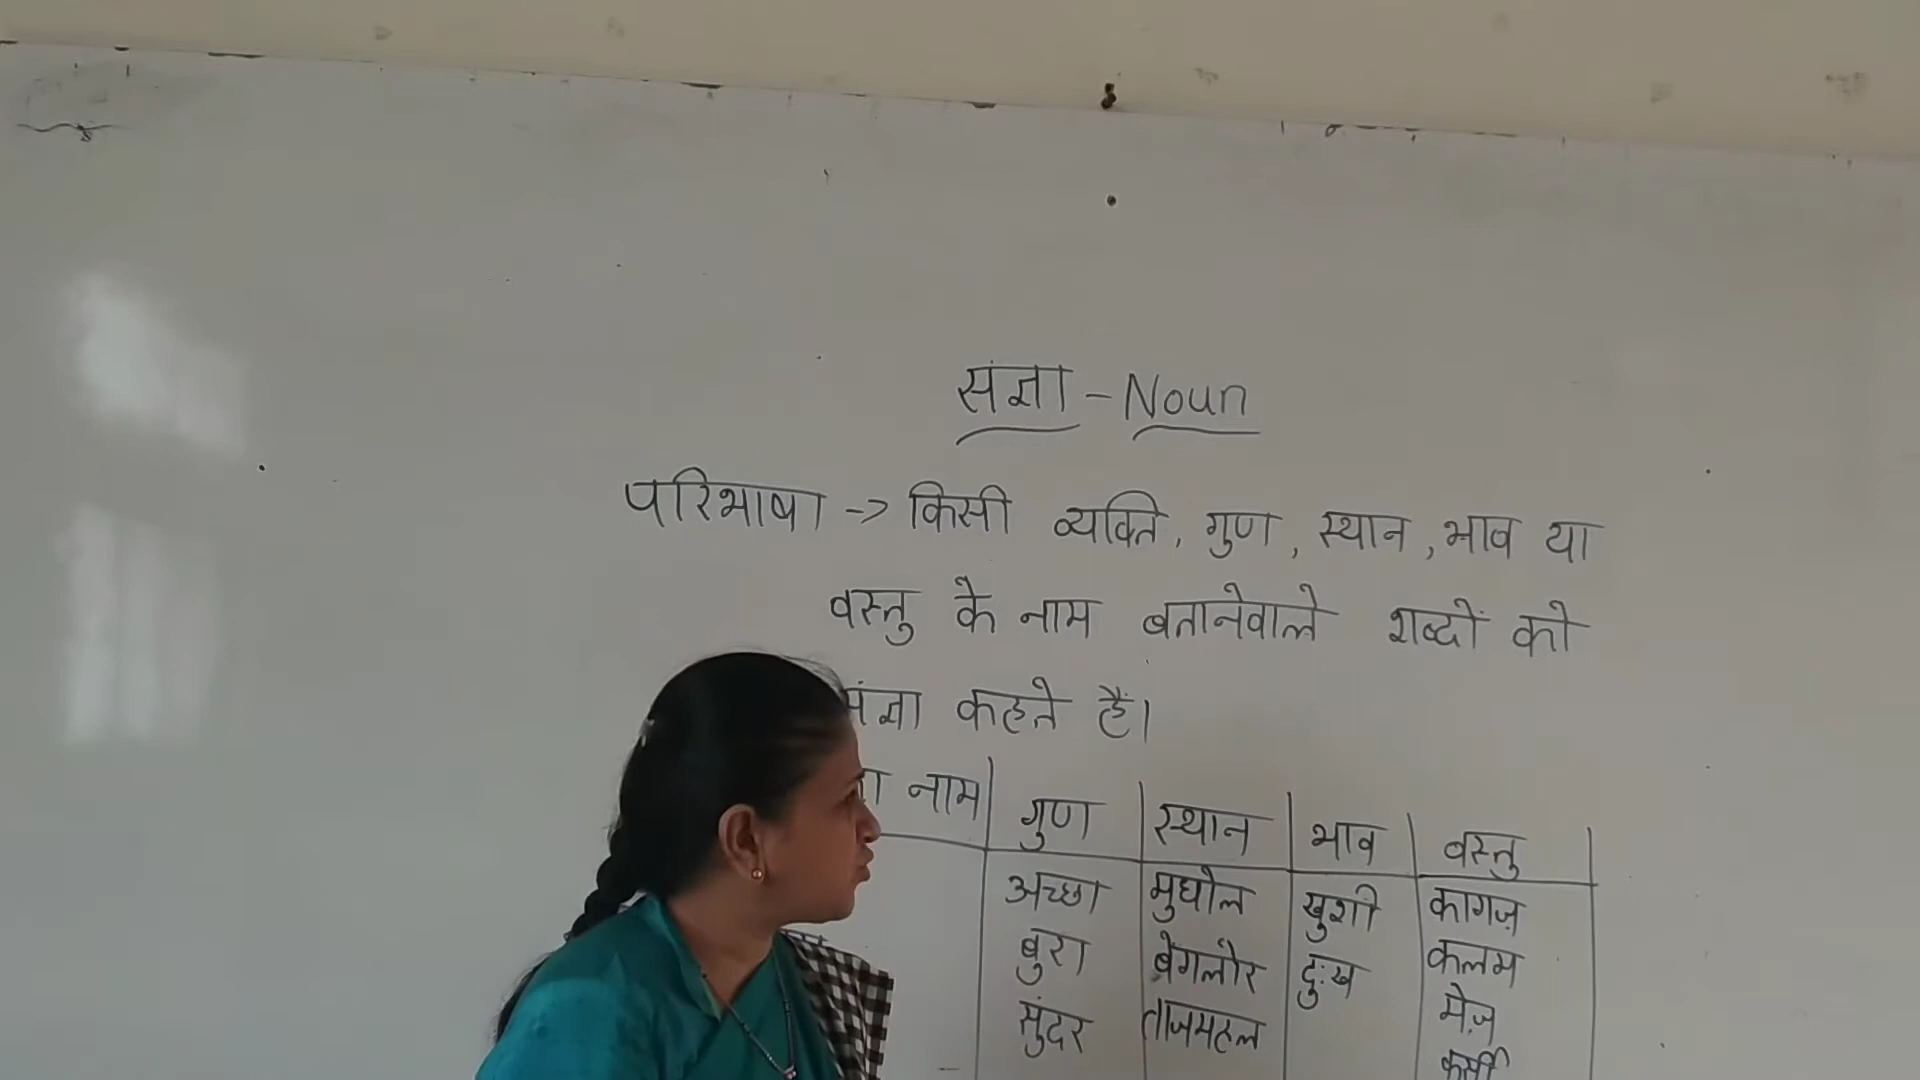 संज्ञा - Noun
परिभाषा -> किसी व्यक्ति, गुण, स्थान, भाव या
वस्तु के नाम बतानेवाले शब्दों को
संज्ञा कहते हैं।
नाम | गुण | स्थान | भाव | वस्तु
अच्छा | मुधोल | खुशी | कागज़
बुरा | बेंगलोर | दुःख | कलम
सुंदर | ताजमहल | मेज़
कुर्सी